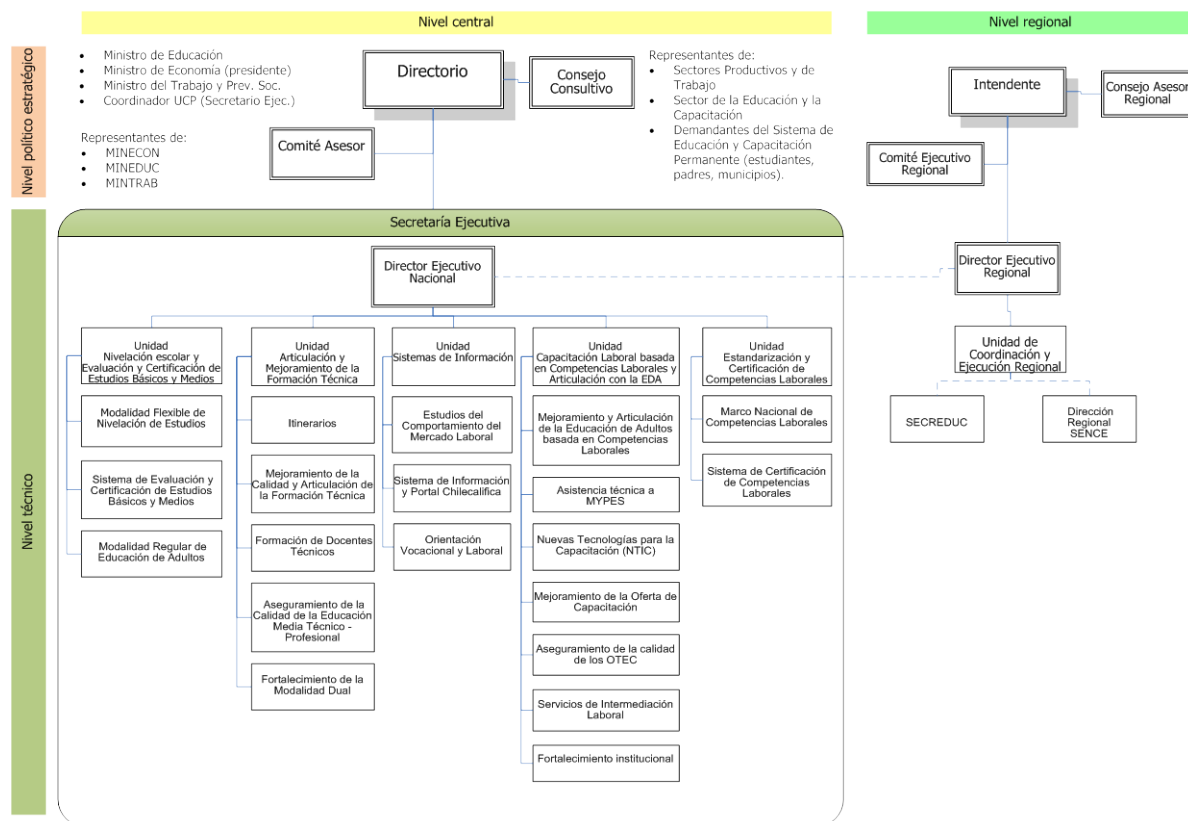 Nivel central
Nivel regional
Nivel político estratégico
• Ministro de Educación
• Ministro de Economía (presidente)
• Ministro del Trabajo y Prev. Soc.
• Coordinador UCP (Secretario Ejec.)
Representantes de:
• MINECON
• MINEDUC
• MINTRAB
Directorio
Consejo
Consultivo
Comité Asesor
Representantes de:
• Sectores Productivos y de
Trabajo
• Sector de la Educación y la
Capacitación
• Demandantes del Sistema de
Educación y Capacitación
Permanente (estudiantes,
padres, municipios).
Intendente
Consejo Asesor
Regional
Comité Ejecutivo
Regional
Nivel técnico
Secretaría Ejecutiva
Director Ejecutivo
Nacional
Director Ejecutivo
Regional
Unidad
Nivelación escolar y
Evaluación y Certificación de
Estudios Básicos y Medios
Modalidad Flexible de
Nivelación de Estudios
Sistema de Evaluación y
Certificación de Estudios
Básicos y Medios
Modalidad Regular de
Educación de Adultos
Unidad
Articulación y
Mejoramiento de la
Formación Técnica
Itinerarios
Mejoramiento de la
Calidad y Articulación de
la Formación Técnica
Formación de Docentes
Técnicos
Aseguramiento de la
Calidad de la Educación
Media Técnico -
Profesional
Fortalecimiento de la
Modalidad Dual
Unidad
Sistemas de Información
Estudios del
Comportamiento del
Mercado Laboral
Sistema de Información
y Portal Chilecalifica
Orientación
Vocacional y Laboral
Unidad
Capacitación Laboral basada
en Competencias Laborales y
Articulación con la EDA
Mejoramiento y Articulación
de la Educación de Adultos
basada en Competencias
Laborales
Asistencia técnica a
MYPES
Nuevas Tecnologías para
la Capacitación (NTIC)
Mejoramiento de la Oferta de
Capacitación
Aseguramiento de la calidad
de los OTEC
Servicios de Intermediación
Laboral
Fortalecimiento institucional
Unidad
Estandarización y
Certificación de
Competencias Laborales
Marco Nacional de
Competencias Laborales
Sistema de Certificación de
Competencias Laborales
Unidad de
Coordinación y
Ejecución Regional
SECREDUC
Dirección
Regional
SENCE